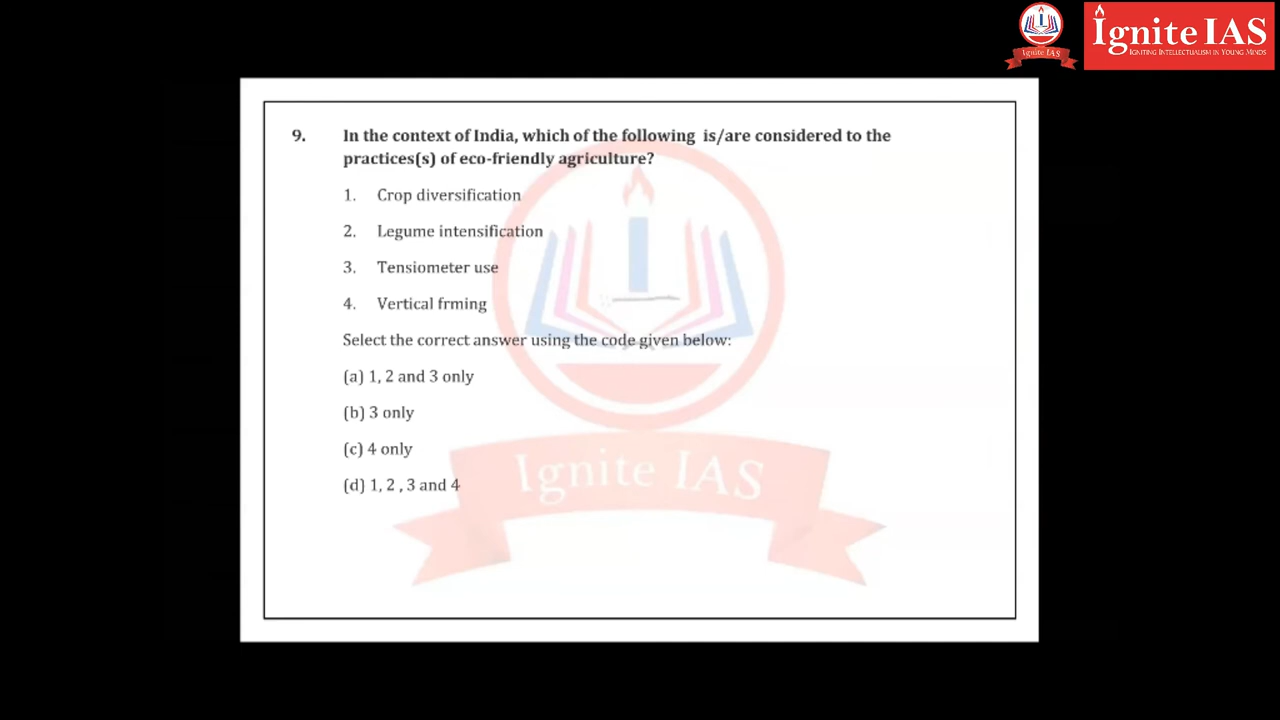 Ignite IAS
Ignite IAS
IGNITING INTELLECTUALISM IN YOUNG MINDS
9. In the context of India, which of the following is/are considered to the
practices(s) of eco-friendly agriculture?
1. Crop diversification
2. Legume intensification
3. Tensiometer use
4. Vertical frming
Select the correct answer using the code given below:
(a) 1, 2 and 3 only
(b) 3 only
(c) 4 only
(d) 1, 2 , 3 and 4
Ignite IAS